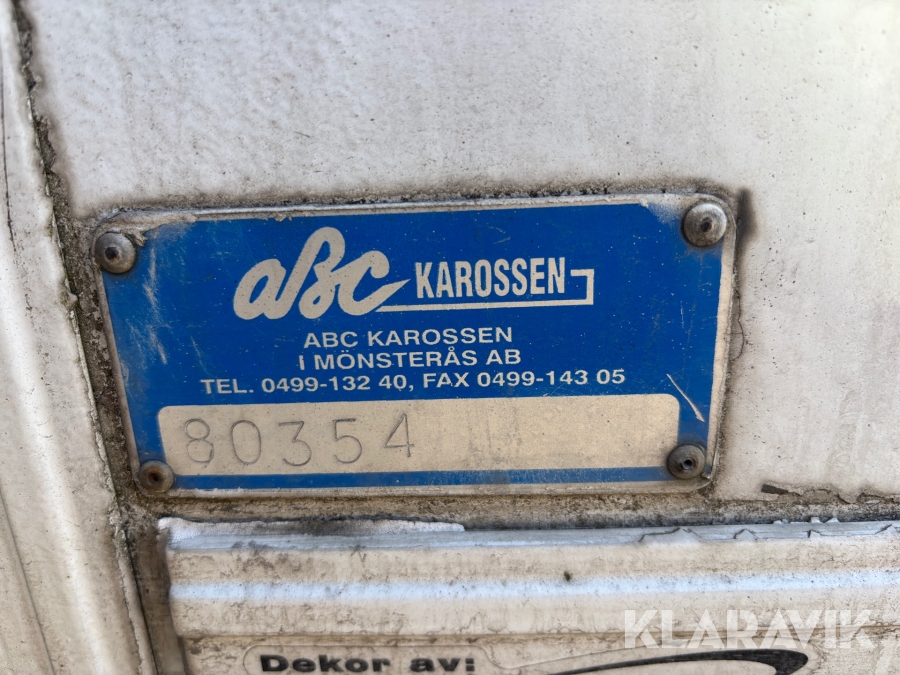 aBC KAROSSEN
ABC KAROSSEN
I MÖNSTERÅS AB
TEL. 0499-132 40, FAX 0499-143 05
80354
KLARAVIK
Dekor av: